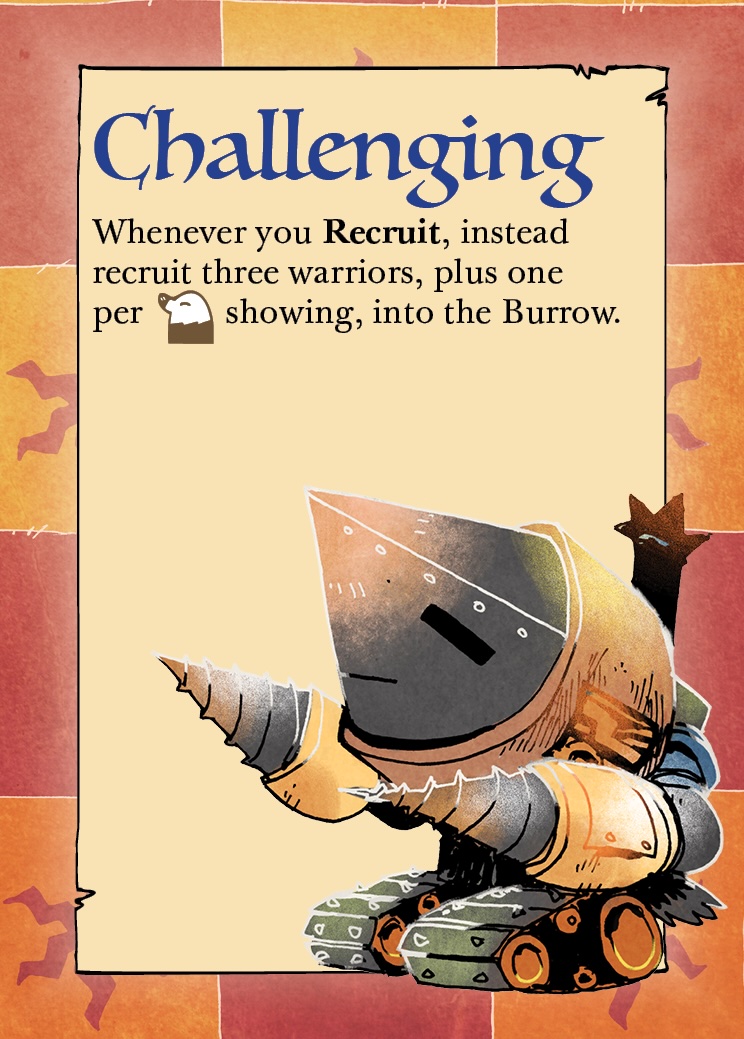 Challenging
Whenever you Recruit, instead
recruit three warriors, plus one
per showing, into the Burrow.